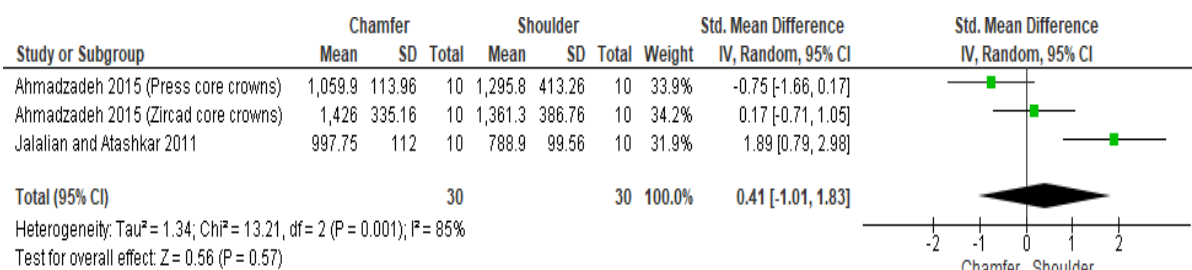 Chamfer Shoulder Std. Mean Difference Std. Mean Difference
Study or Subgroup Mean SD Total Mean SD Total Weight IV, Random, 95% CI IV, Random, 95% CI
Ahmadzadeh 2015 (Press core crowns) 1,059.9 113.96 10 1,295.8 413.26 10 33.9% -0.75 [-1.66, 0.17]
Ahmadzadeh 2015 (Zircad core crowns) 1,426 335.16 10 1,361.3 386.76 10 34.2% 0.17 [-0.71, 1.05]
Jalalian and Atashkar 2011 997.75 112 10 788.9 99.56 10 31.9% 1.89 [0.79, 2.98]
Total (95% CI) 30 30 100.0% 0.41 [-1.01, 1.83]
Heterogeneity: Tau² = 1.34; Chi² = 13.21, df = 2 (P = 0.001); I² = 85%
Test for overall effect: Z = 0.56 (P = 0.57)
-2 -1 0 1 2
Chamfer Shoulder